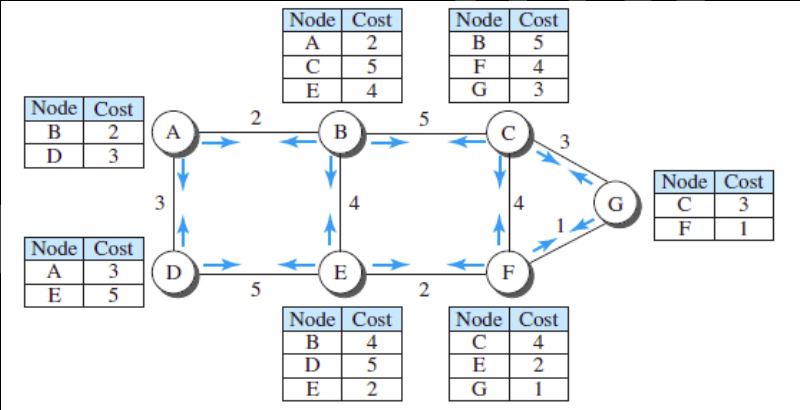 Node Cost
A 2
C 5
E 4
Node Cost
B 5
F 4
G 3
Node Cost
B 2
D 3
A
2
B
5
C
3
Node Cost
C 3
F 1
G
3
4
4
1
Node Cost
A 3
E 5
D
5
E
2
F
Node Cost
B 4
D 5
E 2
Node Cost
C 4
E 2
G 1